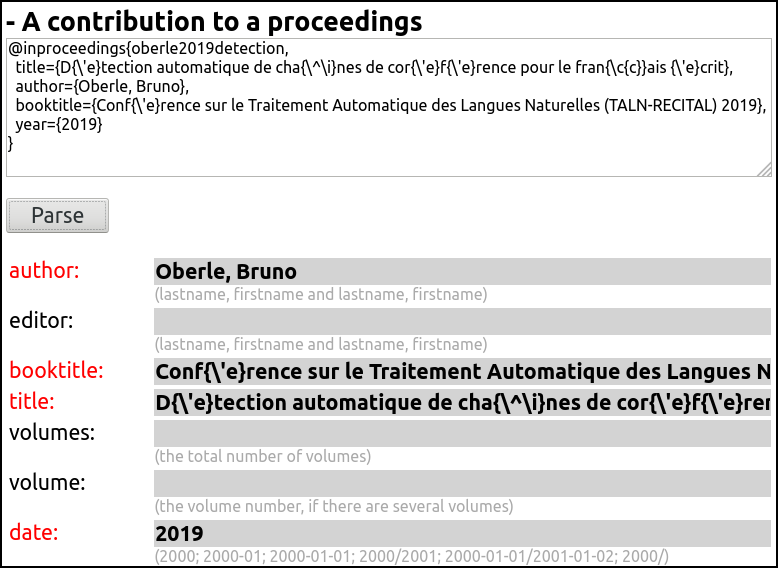 - A contribution to a proceedings
@inproceedings{oberle2019detection,
title={D{\'e}tection automatique de cha{\^\i}nes de cor{\'e}f{\'e}rence pour le fran{\c{c}}ais {\'e}crit},
author={Oberle, Bruno},
booktitle={Conf{\'e}rence sur le Traitement Automatique des Langues Naturelles (TALN-RECITAL) 2019},
year={2019}
}
Parse
author: Oberle, Bruno
(lastname, firstname and lastname, firstname)
editor:
(lastname, firstname and lastname, firstname)
booktitle: Conf{\'e}rence sur le Traitement Automatique des Langues N
title: D{\'e}tection automatique de cha{\^\i}nes de cor{\'e}f{\'e}rer
volumes:
(the total number of volumes)
volume:
(the volume number, if there are several volumes)
date: 2019
(2000; 2000-01; 2000-01-01; 2000/2001; 2000-01-01/2001-01-02; 2000/)